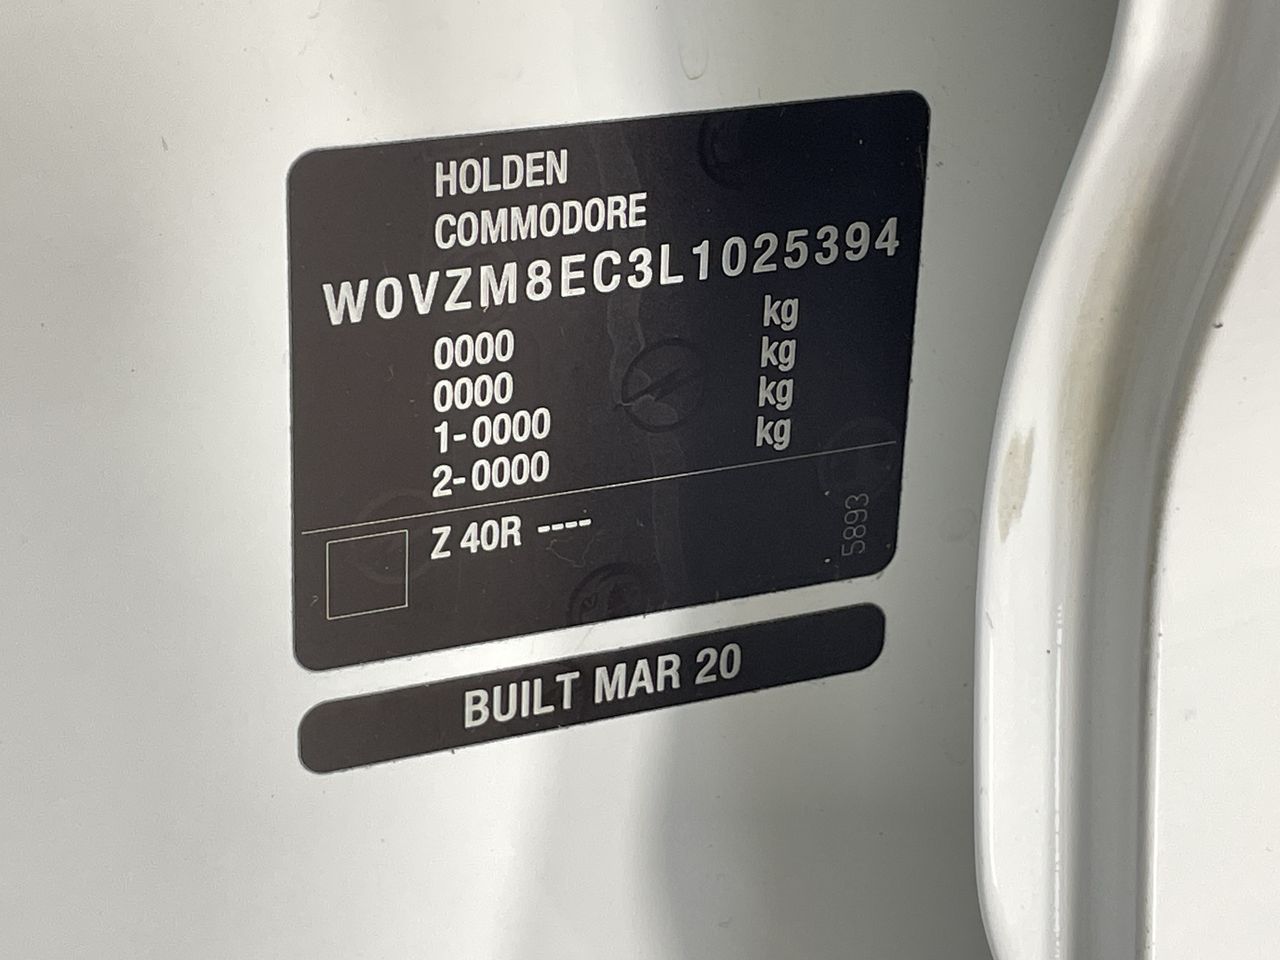 HOLDEN
COMMODORE
W0VZM8EC3L1025394
kg
0000 kg
0000 kg
1-0000 kg
2-0000
Z 40R ----
5893
BUILT MAR 20